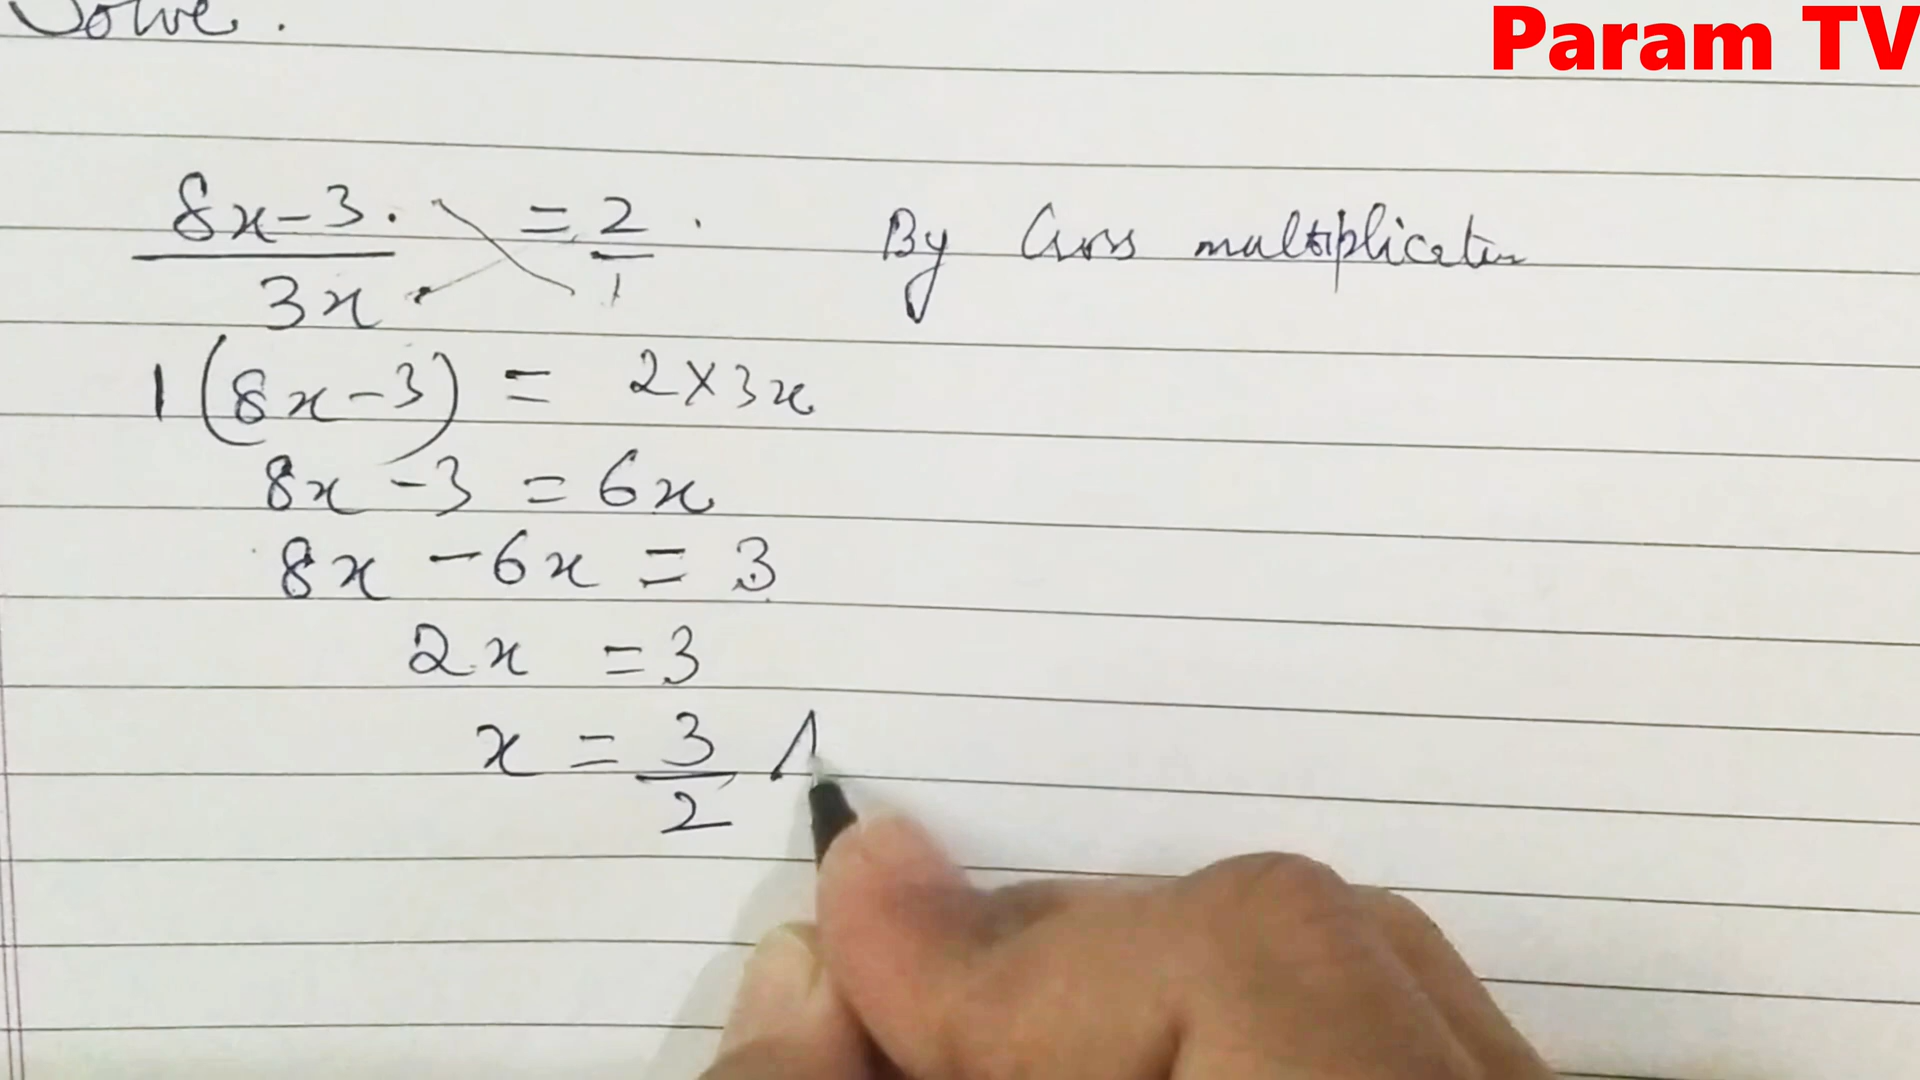 Solve.
Param TV
8x-3. = 2.
3x 1
By Cross multiplication
1(8x-3) = 2×3x
8x-3 = 6x
8x-6x = 3
2x = 3
x = 3
2